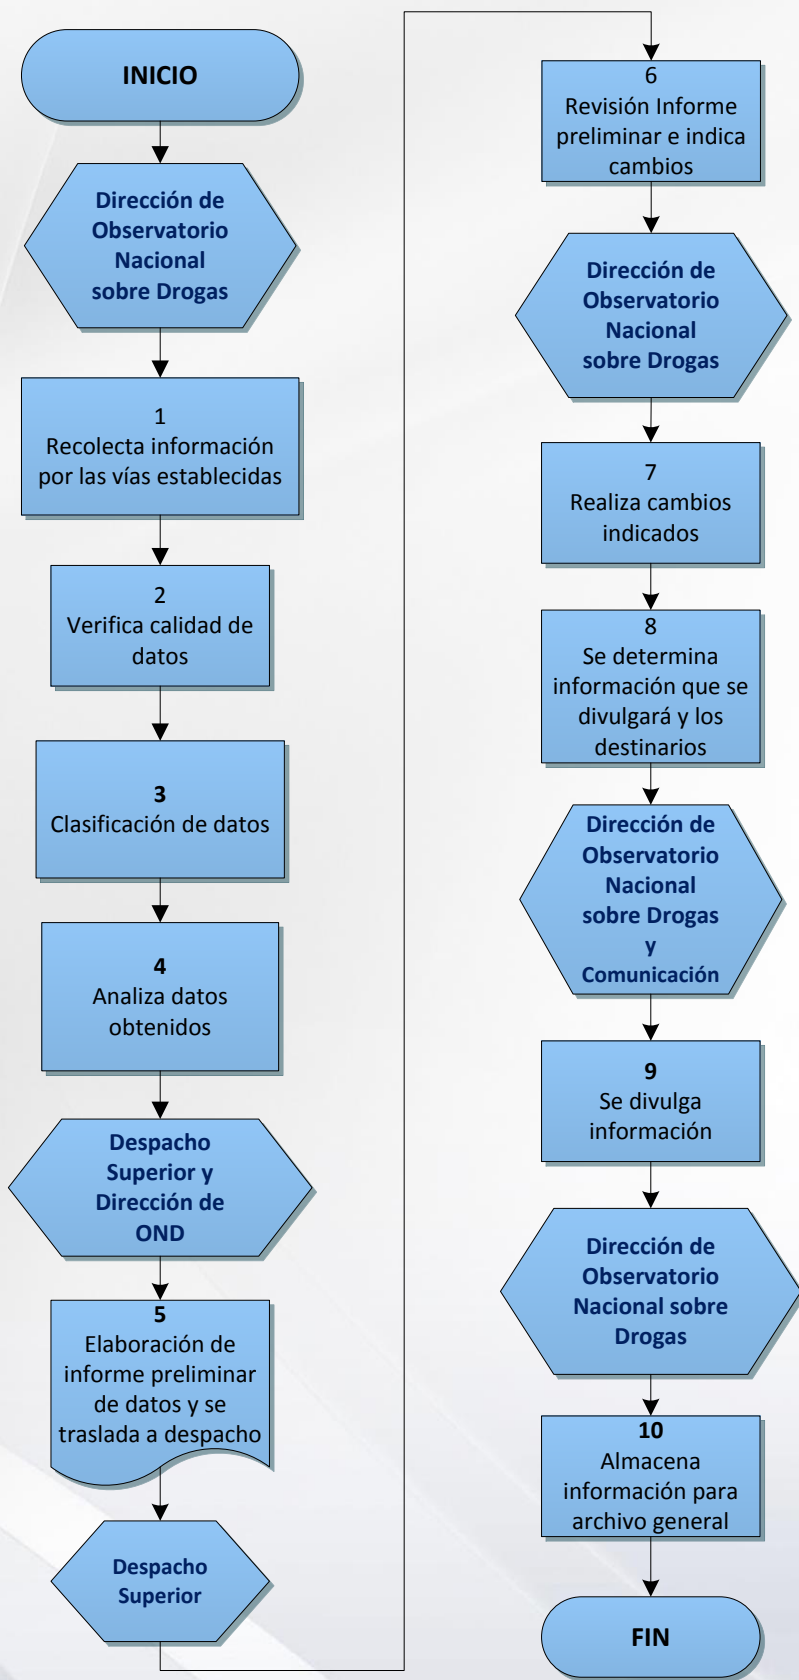 INICIO
Dirección de
Observatorio
Nacional
sobre Drogas
1
Recolecta información
por las vías establecidas
2
Verifica calidad de
datos
3
Clasificación de datos
4
Analiza datos
obtenidos
Despacho
Superior y
Dirección de
OND
5
Elaboración de
informe preliminar
de datos y se
traslada a despacho
Despacho
Superior
6
Revisión Informe
preliminar e indica
cambios
Dirección de
Observatorio
Nacional
sobre Drogas
7
Realiza cambios
indicados
8
Se determina
información que se
divulgará y los
destinarios
Dirección de
Observatorio
Nacional
sobre Drogas
y
Comunicación
9
Se divulga
información
Dirección de
Observatorio
Nacional sobre
Drogas
10
Almacena
información para
archivo general
FIN